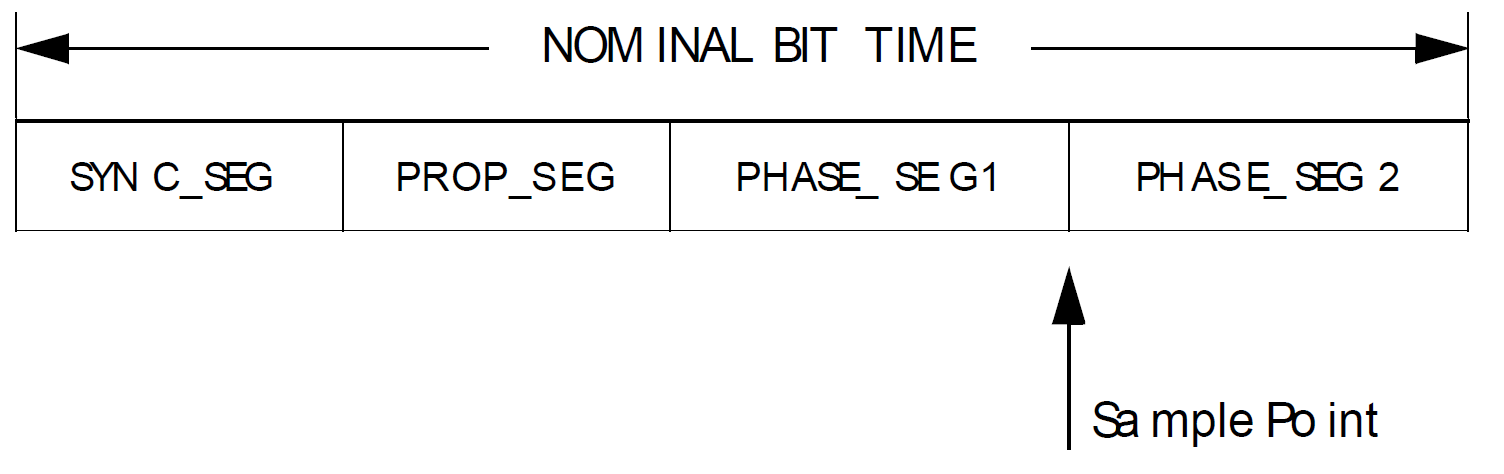 NOMINAL BIT TIME
SYNC_SEG PROP_SEG PHASE_SEG1 PHASE_SEG2
Sample Point